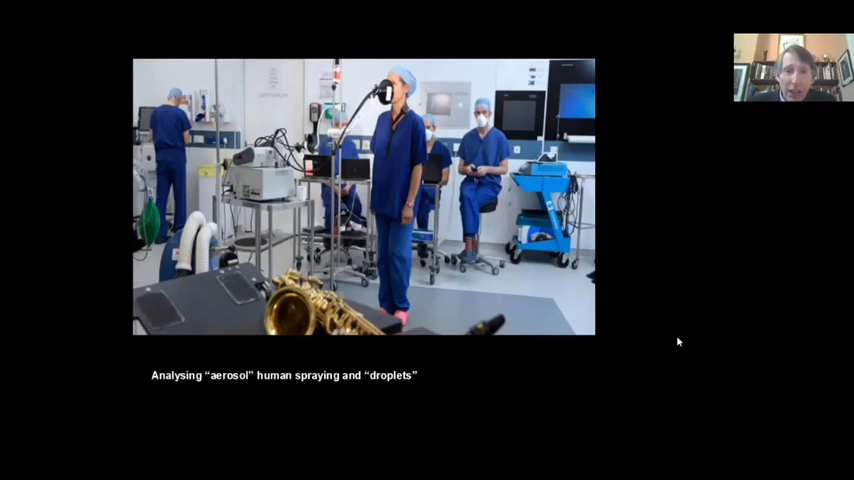 Analysing “aerosol” human spraying and “droplets”